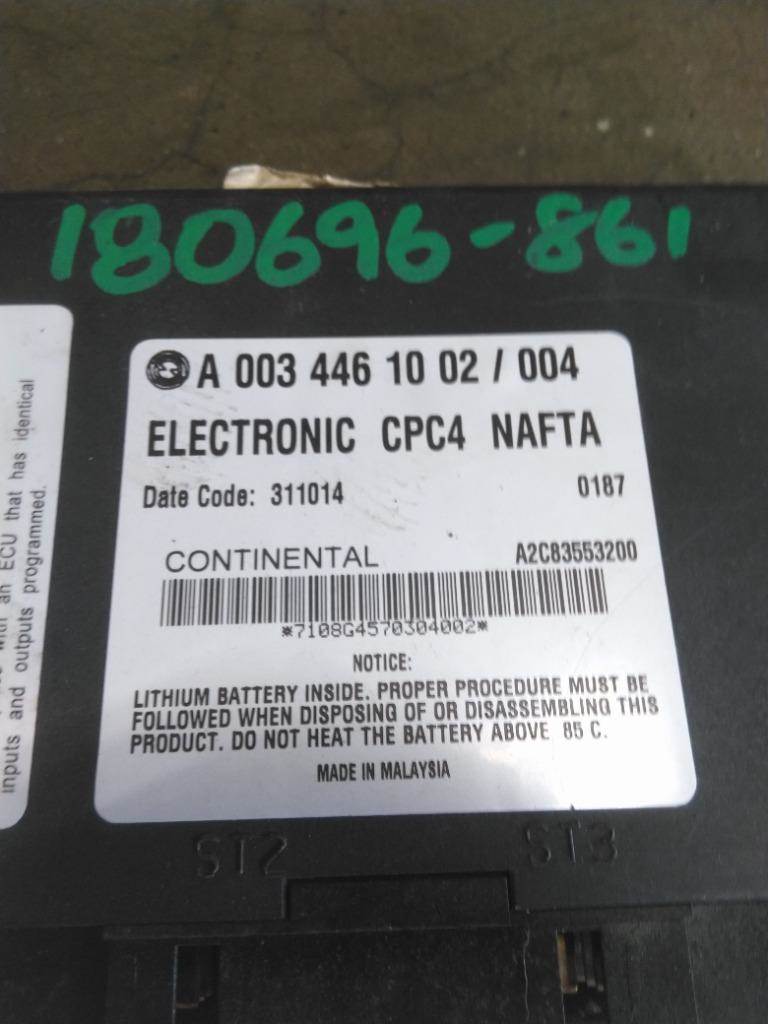 180696-861
A 003 446 10 02 / 004
ELECTRONIC CPC4 NAFTA
Date Code: 311014 0187
CONTINENTAL A2C83553200
*7108G4570304002*
NOTICE:
LITHIUM BATTERY INSIDE. PROPER PROCEDURE MUST BE
FOLLOWED WHEN DISPOSING OF OR DISASSEMBLING THIS
PRODUCT. DO NOT HEAT THE BATTERY ABOVE 85 C.
MADE IN MALAYSIA
an ECU that has identical
inputs and outputs programmed.
ST2 ST3